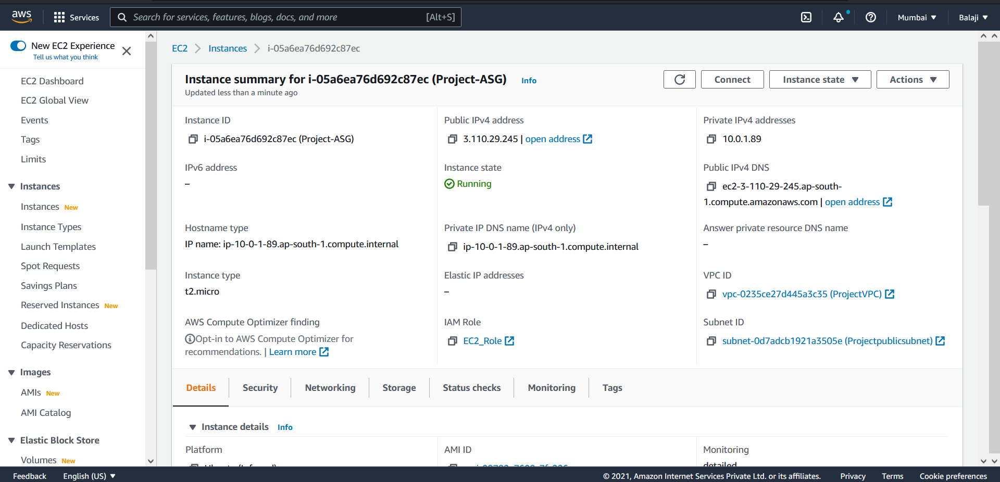 aws
Services
Search for services, features, blogs, docs, and more
[Alt+S]
Mumbai ▼
Balaji ▼
New EC2 Experience
Tell us what you think
EC2 Dashboard
EC2 Global View
Events
Tags
Limits
Instances
Instances New
Instance Types
Launch Templates
Spot Requests
Savings Plans
Reserved Instances New
Dedicated Hosts
Capacity Reservations
Images
AMIs New
AMI Catalog
Elastic Block Store
Volumes New
EC2 > Instances > i-05a6ea76d692c87ec
Instance summary for i-05a6ea76d692c87ec (Project-ASG) Info
Updated less than a minute ago
Connect
Instance state ▼
Actions ▼
Instance ID
i-05a6ea76d692c87ec (Project-ASG)
Public IPv4 address
3.110.29.245 | open address
Private IPv4 addresses
10.0.1.89
IPv6 address
–
Instance state
Running
Public IPv4 DNS
ec2-3-110-29-245.ap-south-
1.compute.amazonaws.com | open address
Hostname type
IP name: ip-10-0-1-89.ap-south-1.compute.internal
Private IP DNS name (IPv4 only)
ip-10-0-1-89.ap-south-1.compute.internal
Answer private resource DNS name
–
Instance type
t2.micro
Elastic IP addresses
–
VPC ID
vpc-0235ce27d445a3c35 (ProjectVPC)
AWS Compute Optimizer finding
Opt-in to AWS Compute Optimizer for
recommendations. | Learn more
IAM Role
EC2_Role
Subnet ID
subnet-0d7adcb1921a3505e (Projectpublicsubnet)
Details
Security
Networking
Storage
Status checks
Monitoring
Tags
Instance details Info
Platform
AMI ID
Monitoring
detailed
Feedback
English (US) ▼
© 2021, Amazon Internet Services Private Ltd. or its affiliates.
Privacy
Terms
Cookie preferences